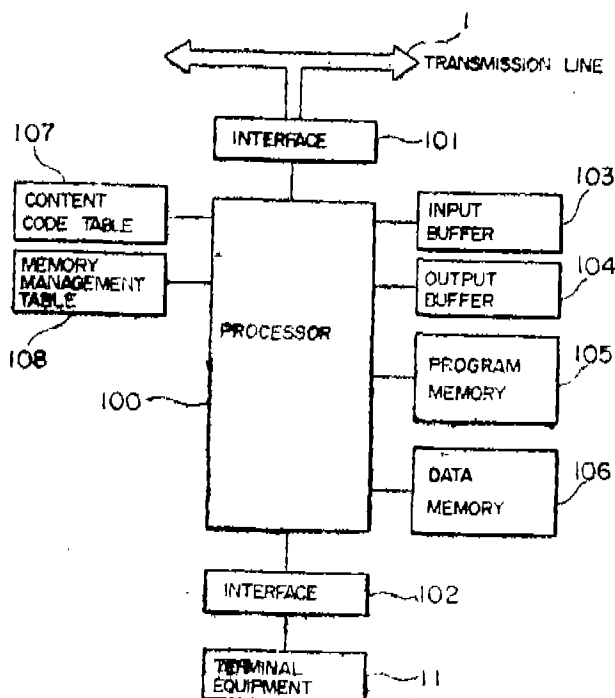 1
TRANSMISSION LINE
INTERFACE
101
107
CONTENT
CODE TABLE
103
INPUT
BUFFER
MEMORY
MANAGEMENT
TABLE
108
104
OUTPUT
BUFFER
PROCESSOR
100
105
PROGRAM
MEMORY
DATA
MEMORY
106
INTERFACE
102
TERMINAL
EQUIPMENT
11